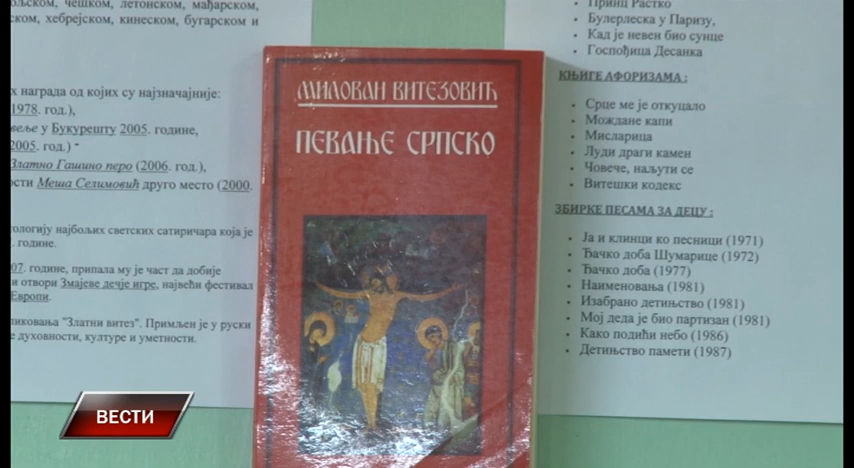 чешком, летонском, мађарском,
хебрејском, кинеском, бугарском и
награда од којих су најзначајније:
1978. год.),
у Букурешту 2005. године,
2005. год.) -
Златно Гашино перо (2006. год.),
Меша Селимовић друго место (2000.
најбољих светских сатиричара која је
године.
07. године, припала му је част да добије
и отвори Змајеве дечје игре, највећи фестивал
Европи.
"Златни витез". Примљен је у руски
духовности, културе и уметности.
МИЛОВАН ВИТЕЗОВИЋ
ПЕВАЊЕ СРПСКО
Принц Растко
Булерлеска у Паризу,
Кад је невен био сунце
Госпођица Десанка
КЊИГЕ АФОРИЗАМА :
Срце ме је откуцало
Мождане капи
Мисларица
Луди драги камен
Човече, наљути се
Витешки кодекс
ЗБИРКЕ ПЕСАМА ЗА ДЕЦУ :
Ја и клинци ко песници (1971)
Ђачко доба Шумарице (1972)
Ђачко доба (1977)
Наименовања (1981)
Изабрано детињство (1981)
Мој деда је био партизан (1981)
Како подићи небо (1986)
Детињство памети (1987)
ВЕСТИ